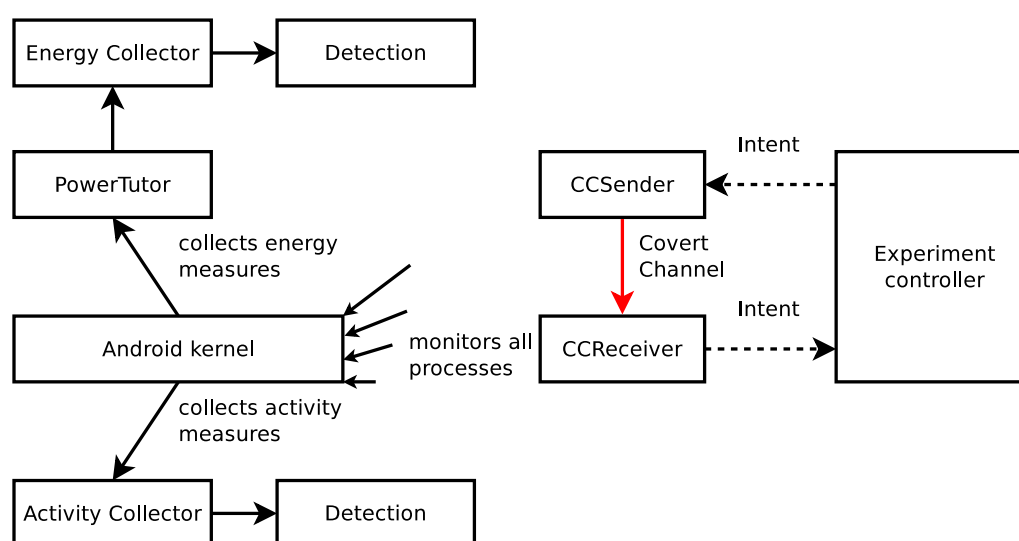 Energy Collector
Detection
PowerTutor
collects energy
measures
Android kernel
monitors all
processes
collects activity
measures
Activity Collector
Detection
Intent
CCSender
Covert
Channel
Experiment
controller
Intent
CCReceiver